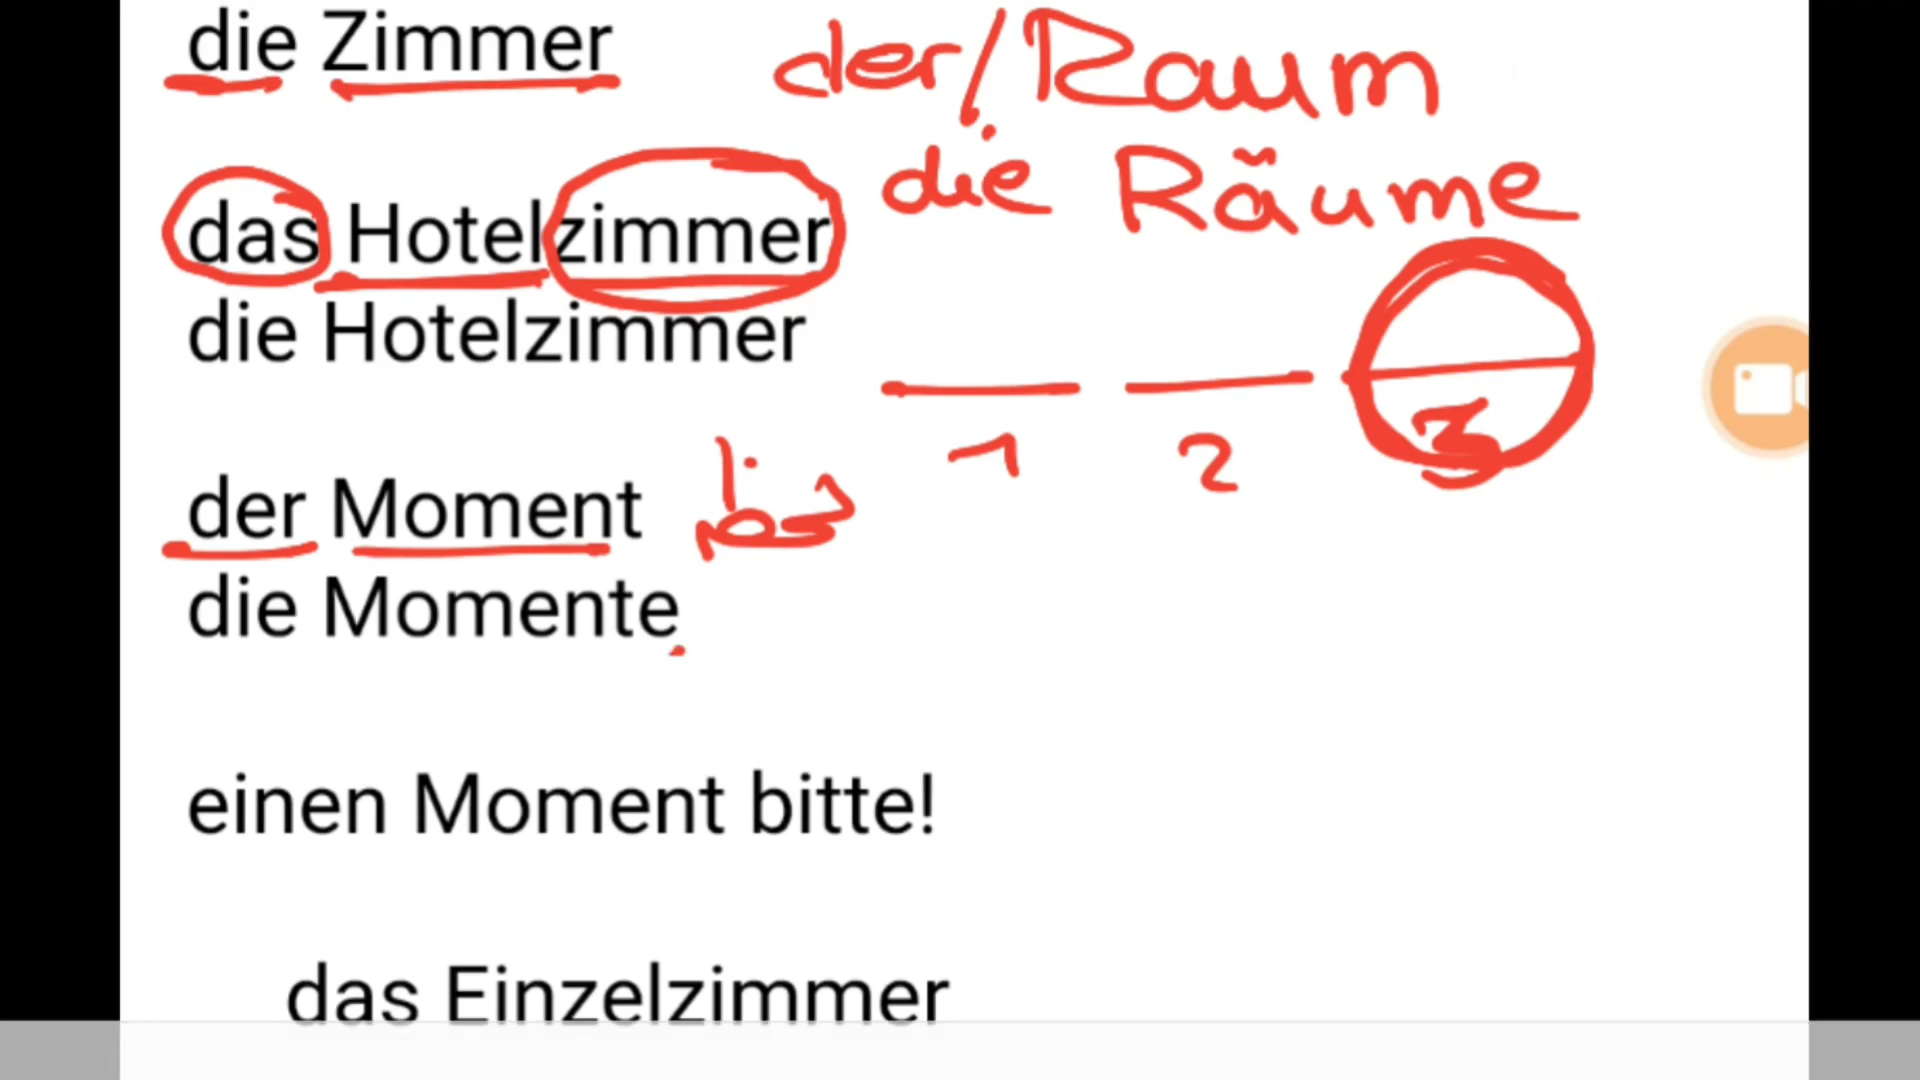 die Zimmer
der/Raum
die Räume
das Hotelzimmer
die Hotelzimmer
1 2 3
der Moment
die Momente
einen Moment bitte!
das Einzelzimmer